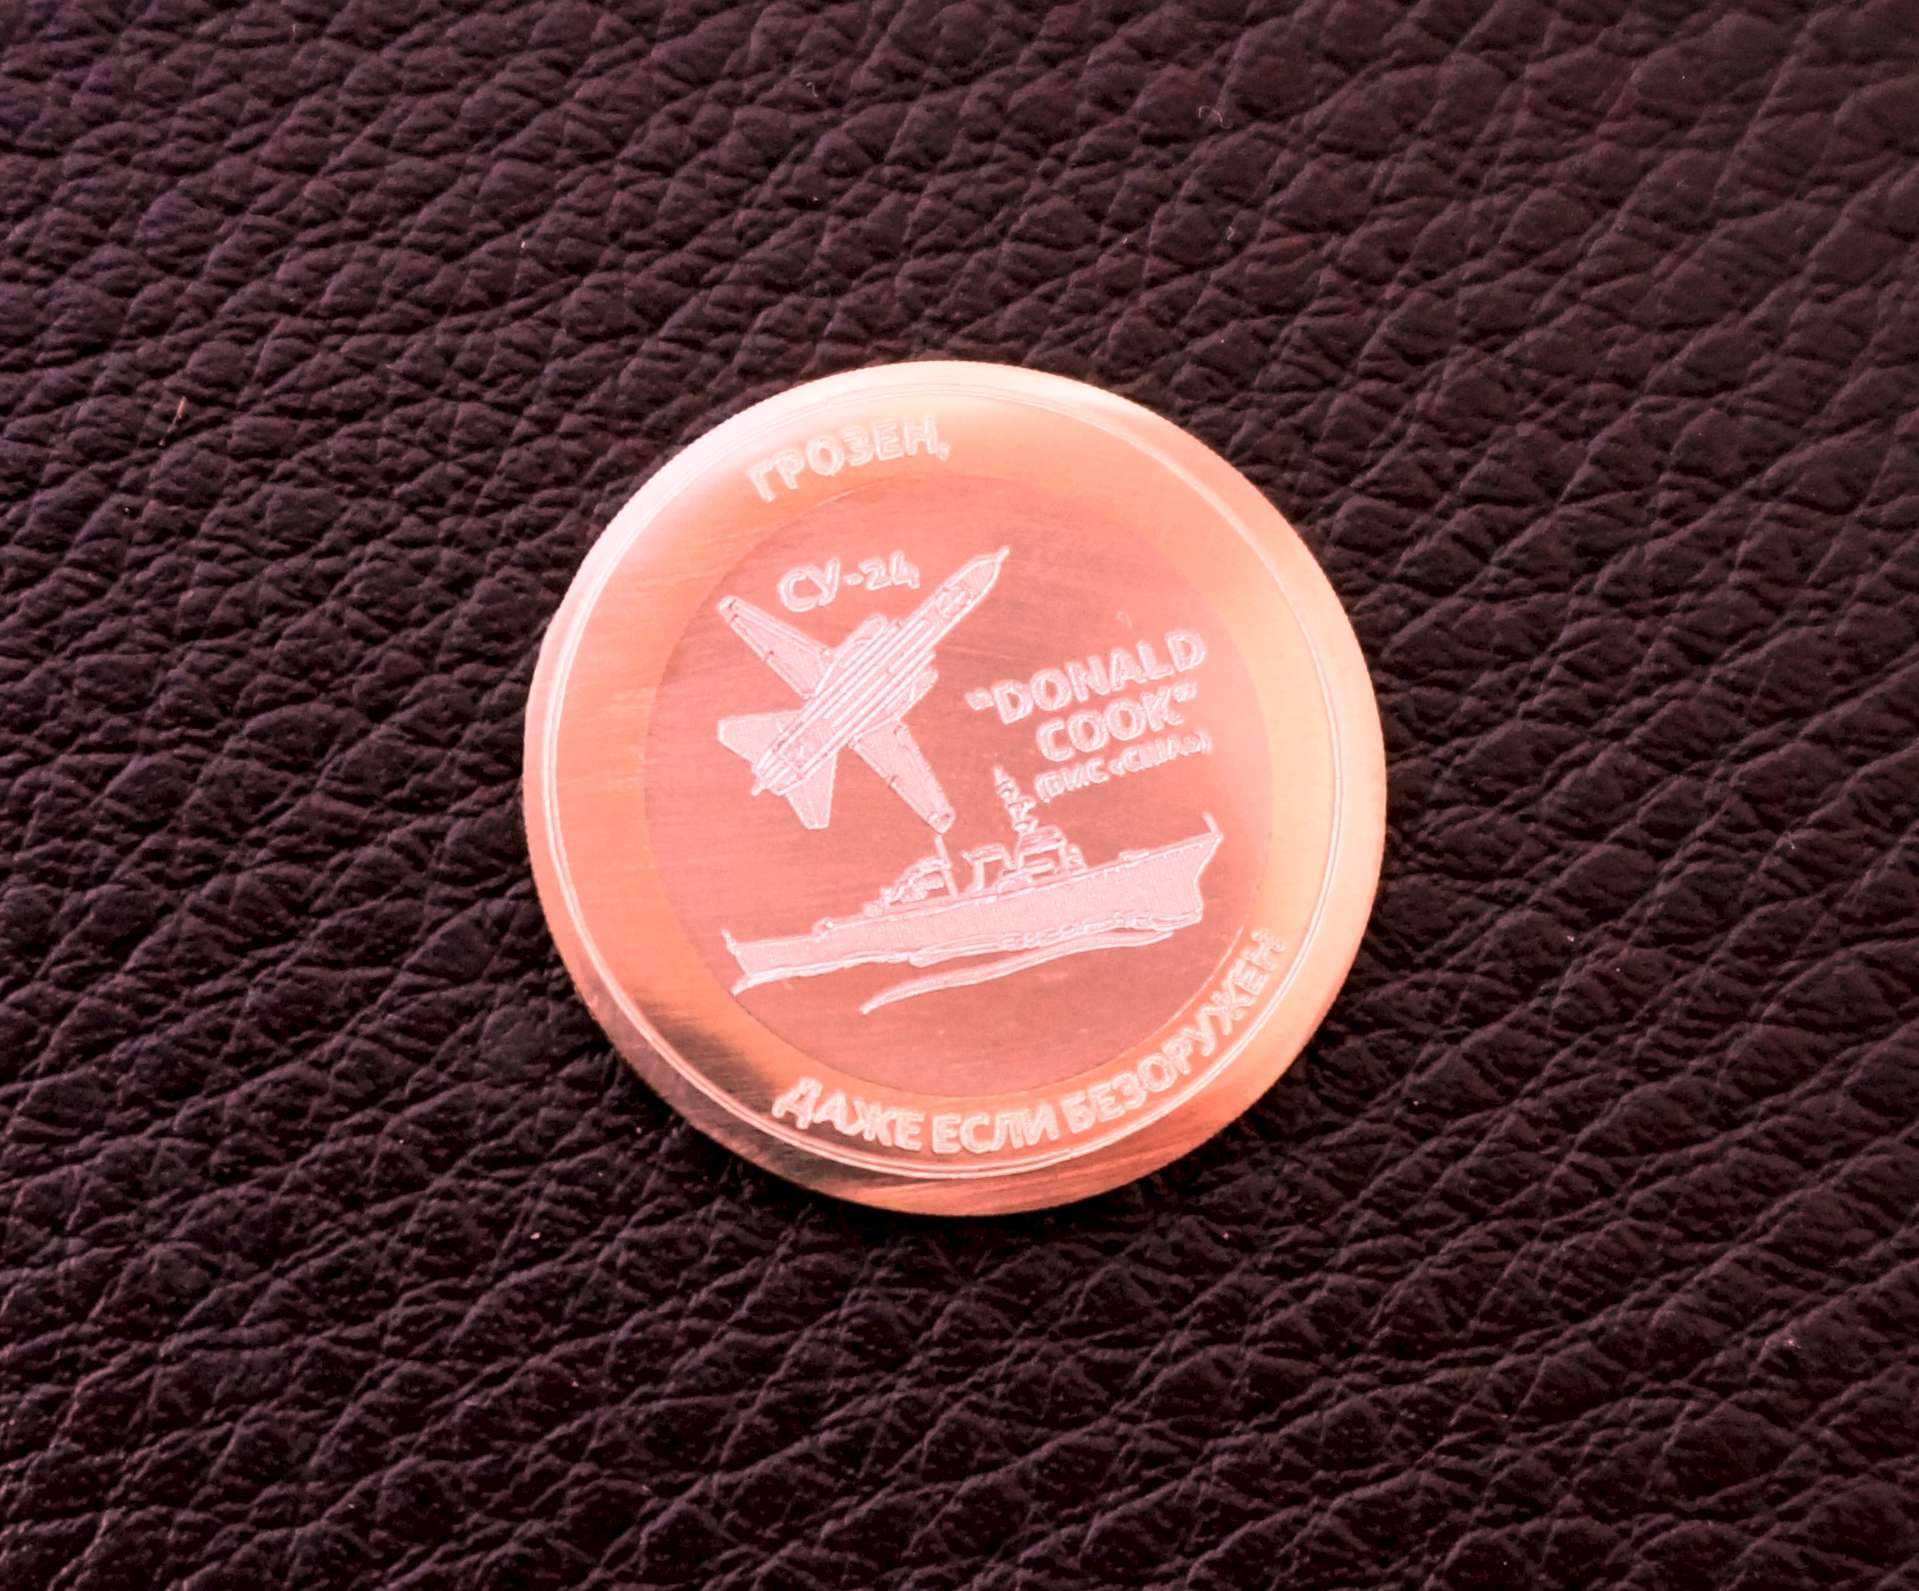 ГРОЗЕН,
СУ-24
"DONALD
COOK"
(ВМС «США»)
ДАЖЕ ЕСЛИ БЕЗОРУЖЕН